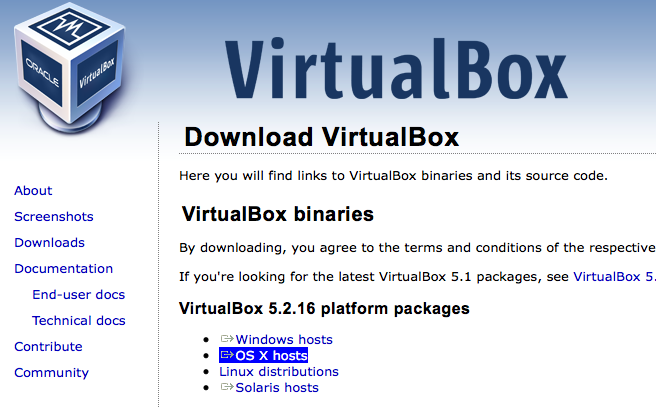 ORACLE
VirtualBox
VirtualBox
Download VirtualBox
Here you will find links to VirtualBox binaries and its source code.
About
Screenshots
Downloads
Documentation
End-user docs
Technical docs
Contribute
Community
VirtualBox binaries
By downloading, you agree to the terms and conditions of the respective
If you're looking for the latest VirtualBox 5.1 packages, see VirtualBox 5.
VirtualBox 5.2.16 platform packages
Windows hosts
OS X hosts
Linux distributions
Solaris hosts